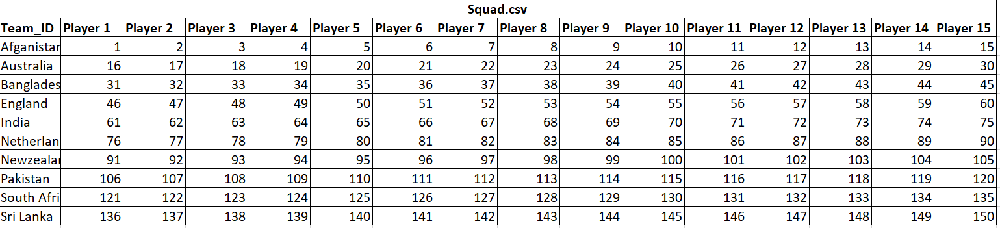 Squad.csv
Team_ID Player 1 Player 2 Player 3 Player 4 Player 5 Player 6 Player 7 Player 8 Player 9 Player 10 Player 11 Player 12 Player 13 Player 14 Player 15
Afganistar 1 2 3 4 5 6 7 8 9 10 11 12 13 14 15
Australia 16 17 18 19 20 21 22 23 24 25 26 27 28 29 30
Banglades 31 32 33 34 35 36 37 38 39 40 41 42 43 44 45
England 46 47 48 49 50 51 52 53 54 55 56 57 58 59 60
India 61 62 63 64 65 66 67 68 69 70 71 72 73 74 75
Netherlan 76 77 78 79 80 81 82 83 84 85 86 87 88 89 90
Newzealar 91 92 93 94 95 96 97 98 99 100 101 102 103 104 105
Pakistan 106 107 108 109 110 111 112 113 114 115 116 117 118 119 120
South Afri 121 122 123 124 125 126 127 128 129 130 131 132 133 134 135
Sri Lanka 136 137 138 139 140 141 142 143 144 145 146 147 148 149 150